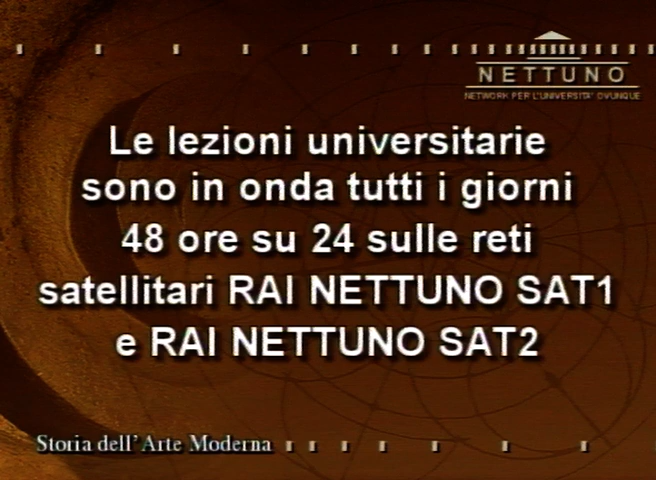 NETTUNO
NETWORK PER L'UNIVERSITA' OVUNQUE
Le lezioni universitarie
sono in onda tutti i giorni
48 ore su 24 sulle reti
satellitari RAI NETTUNO SAT1
e RAI NETTUNO SAT2
Storia dell'Arte Moderna